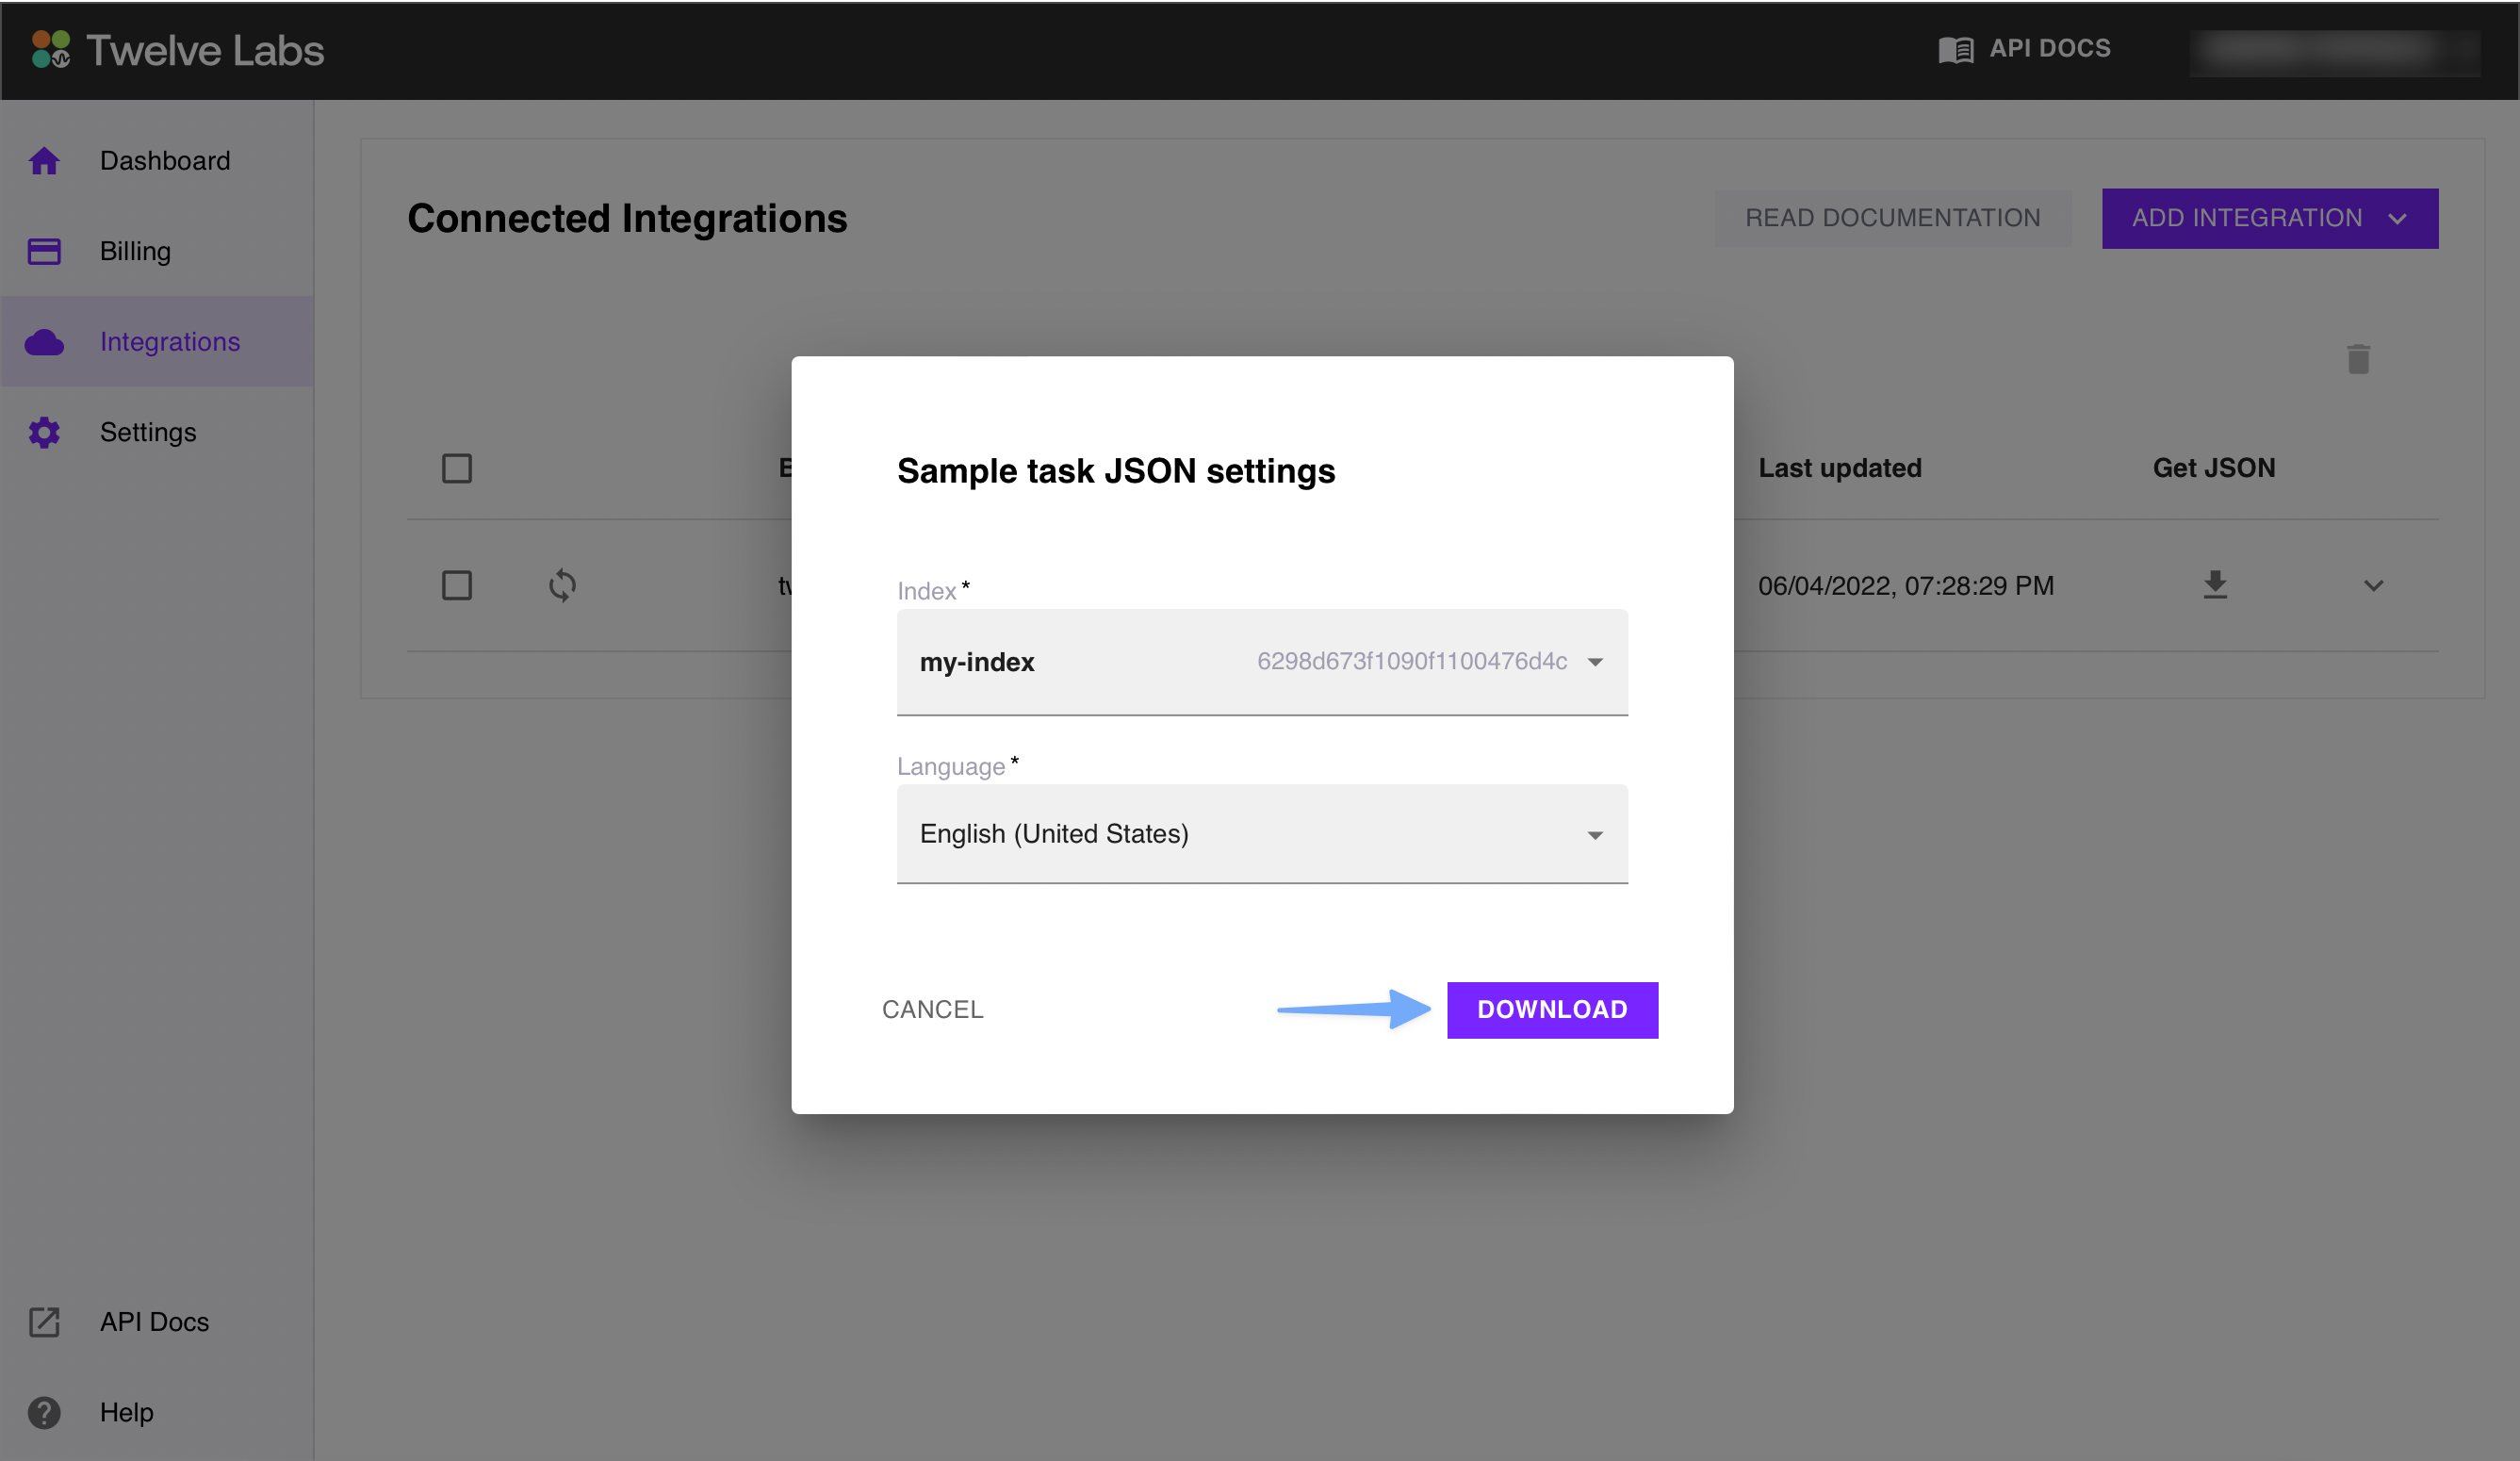 Twelve Labs
API DOCS
Dashboard
Billing
Integrations
Settings
Connected Integrations
READ DOCUMENTATION
ADD INTEGRATION
Last updated
Get JSON
06/04/2022, 07:28:29 PM
Sample task JSON settings
Index *
my-index 6298d673f1090f1100476d4c
Language *
English (United States)
CANCEL
DOWNLOAD
API Docs
Help